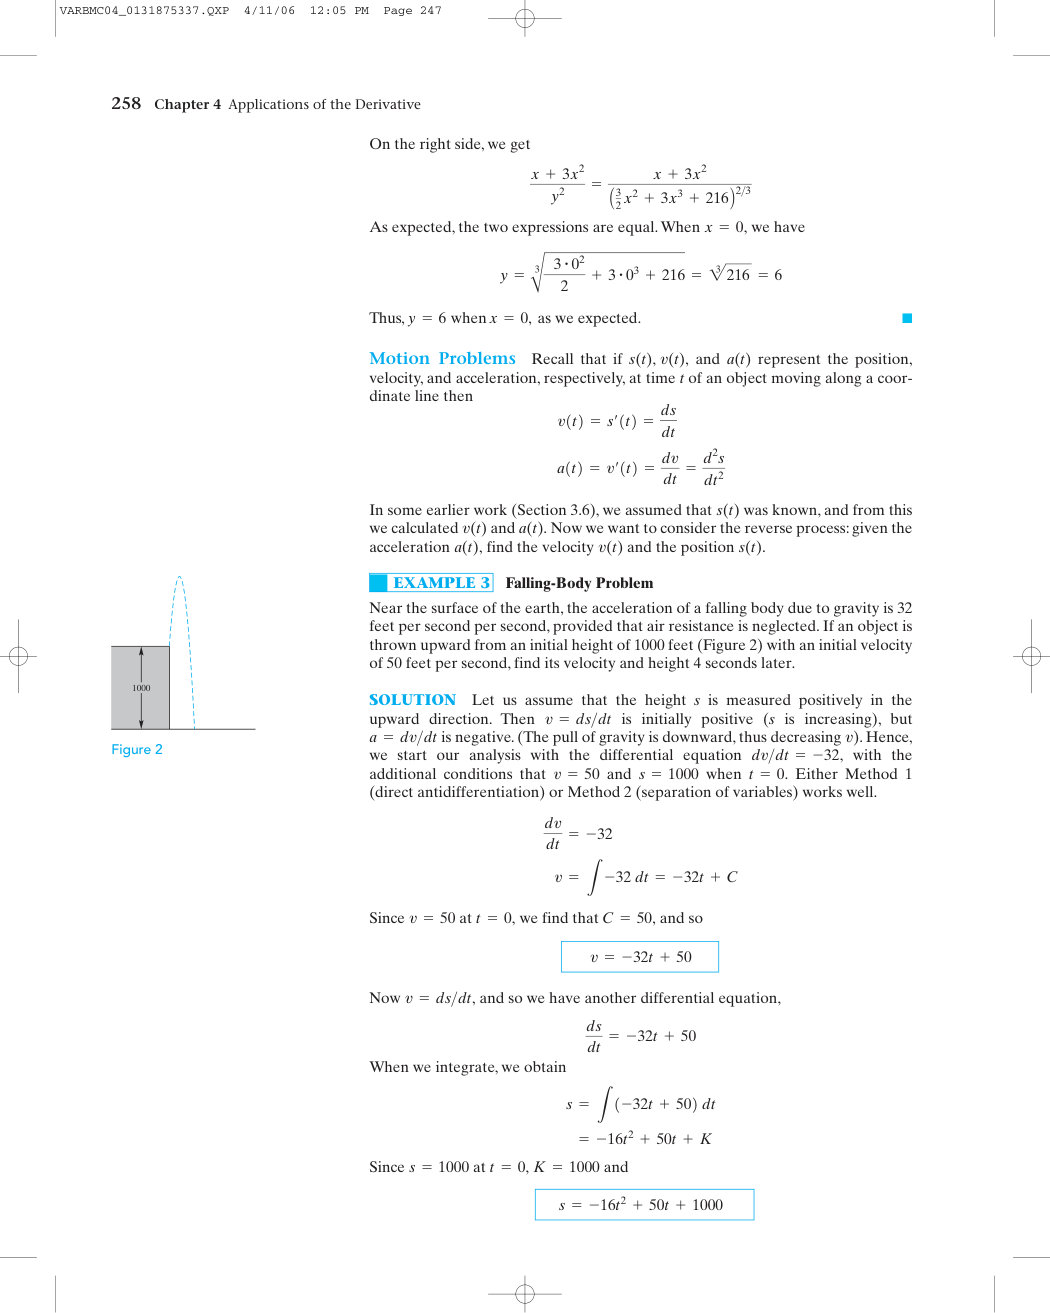 VARBMC04_0131875337.QXP 4/11/06 12:05 PM Page 247
258 Chapter 4 Applications of the Derivative
On the right side, we get
(x + 3x²)/y² = (x + 3x²)/(3/2 x² + 3x³ + 216)^(2/3)
As expected, the two expressions are equal. When x = 0, we have
y = ∛(3·0²/2 + 3·0³ + 216) = ∛216 = 6
Thus, y = 6 when x = 0, as we expected.
Motion Problems Recall that if s(t), v(t), and a(t) represent the position,
velocity, and acceleration, respectively, at time t of an object moving along a coor-
dinate line then
v(t) = s′(t) = ds/dt
a(t) = v′(t) = dv/dt = d²s/dt²
In some earlier work (Section 3.6), we assumed that s(t) was known, and from this
we calculated v(t) and a(t). Now we want to consider the reverse process: given the
acceleration a(t), find the velocity v(t) and the position s(t).
EXAMPLE 3 Falling-Body Problem
Near the surface of the earth, the acceleration of a falling body due to gravity is 32
feet per second per second, provided that air resistance is neglected. If an object is
thrown upward from an initial height of 1000 feet (Figure 2) with an initial velocity
of 50 feet per second, find its velocity and height 4 seconds later.
1000
Figure 2
SOLUTION Let us assume that the height s is measured positively in the
upward direction. Then v = ds/dt is initially positive (s is increasing), but
a = dv/dt is negative. (The pull of gravity is downward, thus decreasing v). Hence,
we start our analysis with the differential equation dv/dt = −32, with the
additional conditions that v = 50 and s = 1000 when t = 0. Either Method 1
(direct antidifferentiation) or Method 2 (separation of variables) works well.
dv/dt = −32
v = ∫ −32 dt = −32t + C
Since v = 50 at t = 0, we find that C = 50, and so
v = −32t + 50
Now v = ds/dt, and so we have another differential equation,
ds/dt = −32t + 50
When we integrate, we obtain
s = ∫ (−32t + 50) dt
= −16t² + 50t + K
Since s = 1000 at t = 0, K = 1000 and
s = −16t² + 50t + 1000